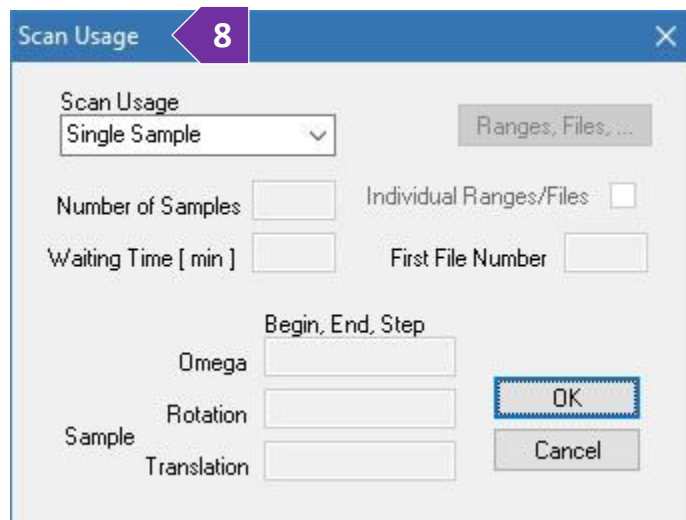 Scan Usage 8
Scan Usage
Single Sample Ranges, Files, ...
Number of Samples Individual Ranges/Files
Waiting Time [ min ] First File Number
Begin, End, Step
Omega
Rotation OK
Sample
Translation Cancel